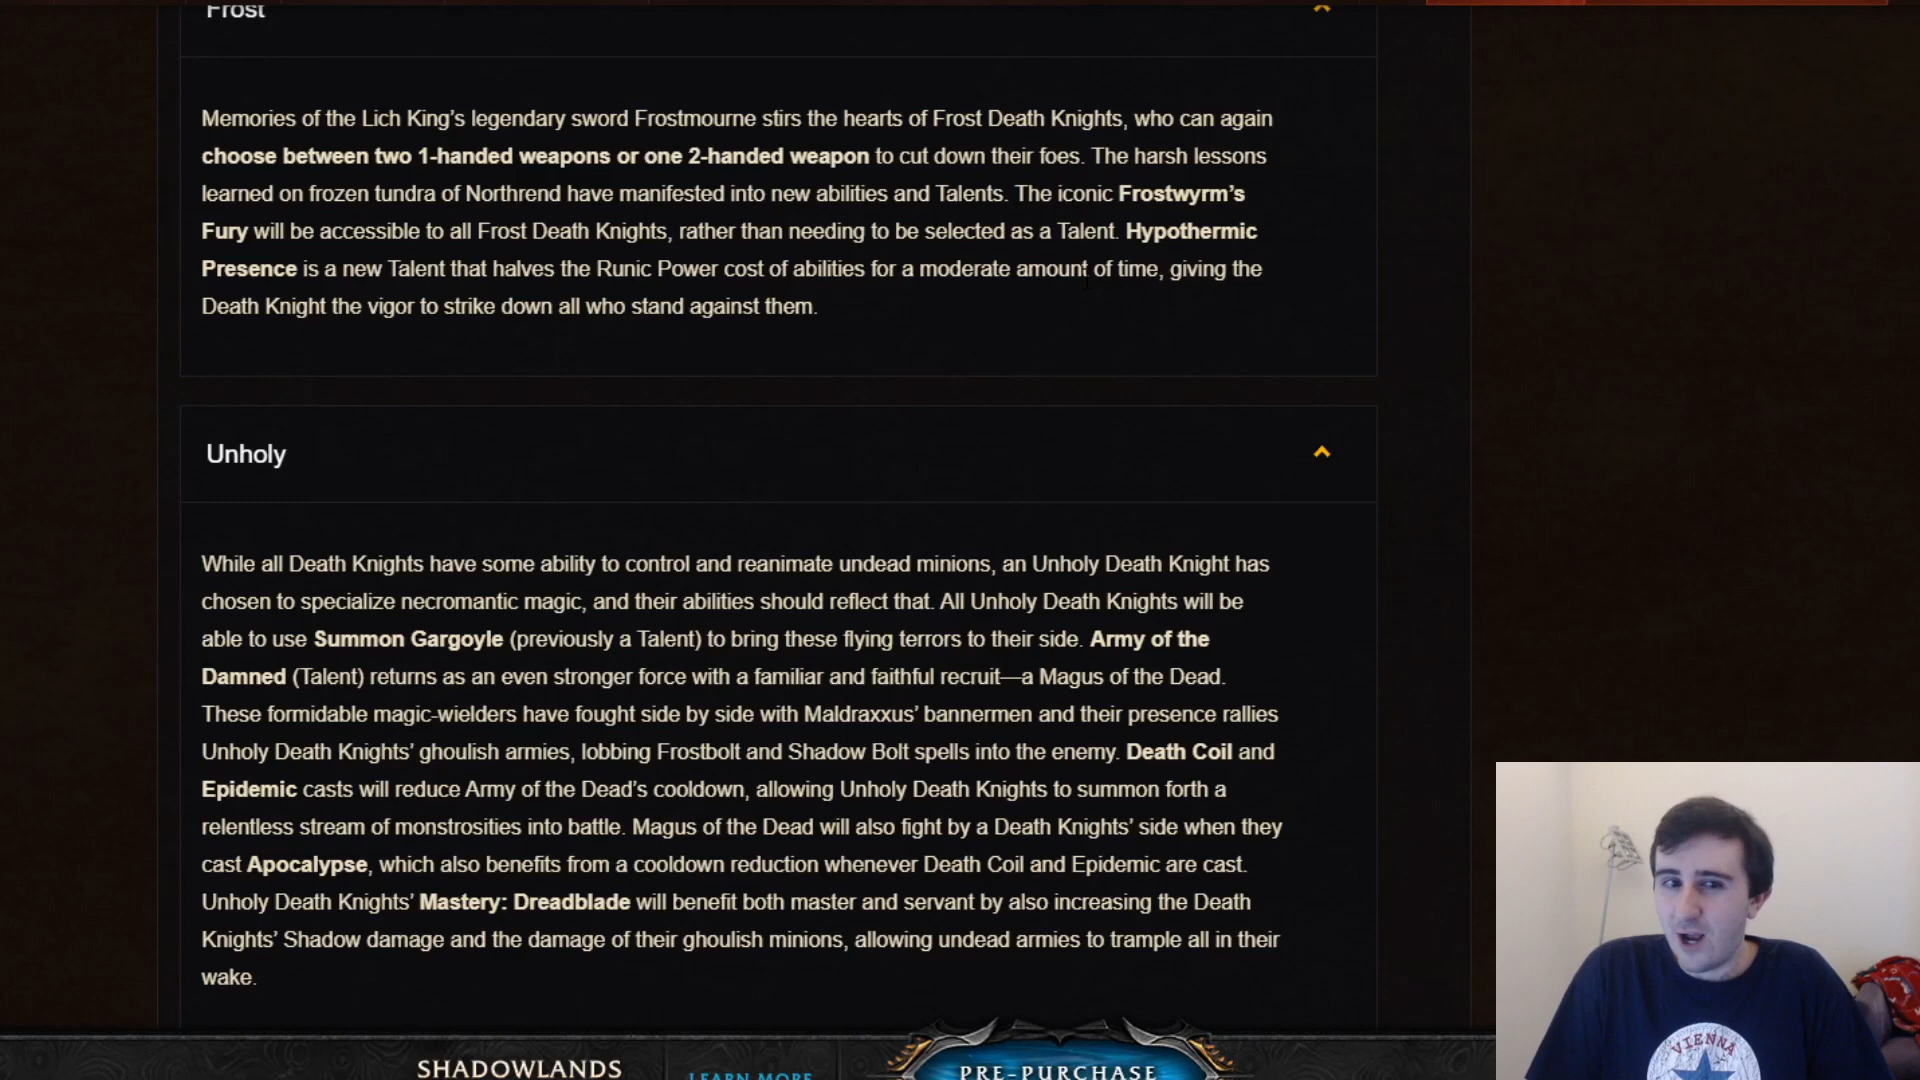 Frost
Memories of the Lich King's legendary sword Frostmourne stirs the hearts of Frost Death Knights, who can again
choose between two 1-handed weapons or one 2-handed weapon to cut down their foes. The harsh lessons
learned on frozen tundra of Northrend have manifested into new abilities and Talents. The iconic Frostwyrm's
Fury will be accessible to all Frost Death Knights, rather than needing to be selected as a Talent. Hypothermic
Presence is a new Talent that halves the Runic Power cost of abilities for a moderate amount of time, giving the
Death Knight the vigor to strike down all who stand against them.
Unholy
While all Death Knights have some ability to control and reanimate undead minions, an Unholy Death Knight has
chosen to specialize necromantic magic, and their abilities should reflect that. All Unholy Death Knights will be
able to use Summon Gargoyle (previously a Talent) to bring these flying terrors to their side. Army of the
Damned (Talent) returns as an even stronger force with a familiar and faithful recruit—a Magus of the Dead.
These formidable magic-wielders have fought side by side with Maldraxxus' bannermen and their presence rallies
Unholy Death Knights' ghoulish armies, lobbing Frostbolt and Shadow Bolt spells into the enemy. Death Coil and
Epidemic casts will reduce Army of the Dead's cooldown, allowing Unholy Death Knights to summon forth a
relentless stream of monstrosities into battle. Magus of the Dead will also fight by a Death Knights' side when they
cast Apocalypse, which also benefits from a cooldown reduction whenever Death Coil and Epidemic are cast.
Unholy Death Knights' Mastery: Dreadblade will benefit both master and servant by also increasing the Death
Knights' Shadow damage and the damage of their ghoulish minions, allowing undead armies to trample all in their
wake.
SHADOWLANDS
LEARN MORE
PRE-PURCHASE
VIENNA